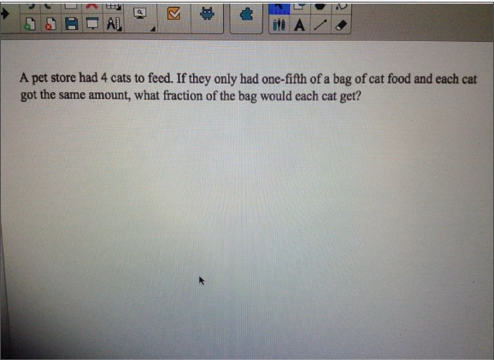 A pet store had 4 cats to feed. If they only had one-fifth of a bag of cat food and each cat
got the same amount, what fraction of the bag would each cat get?